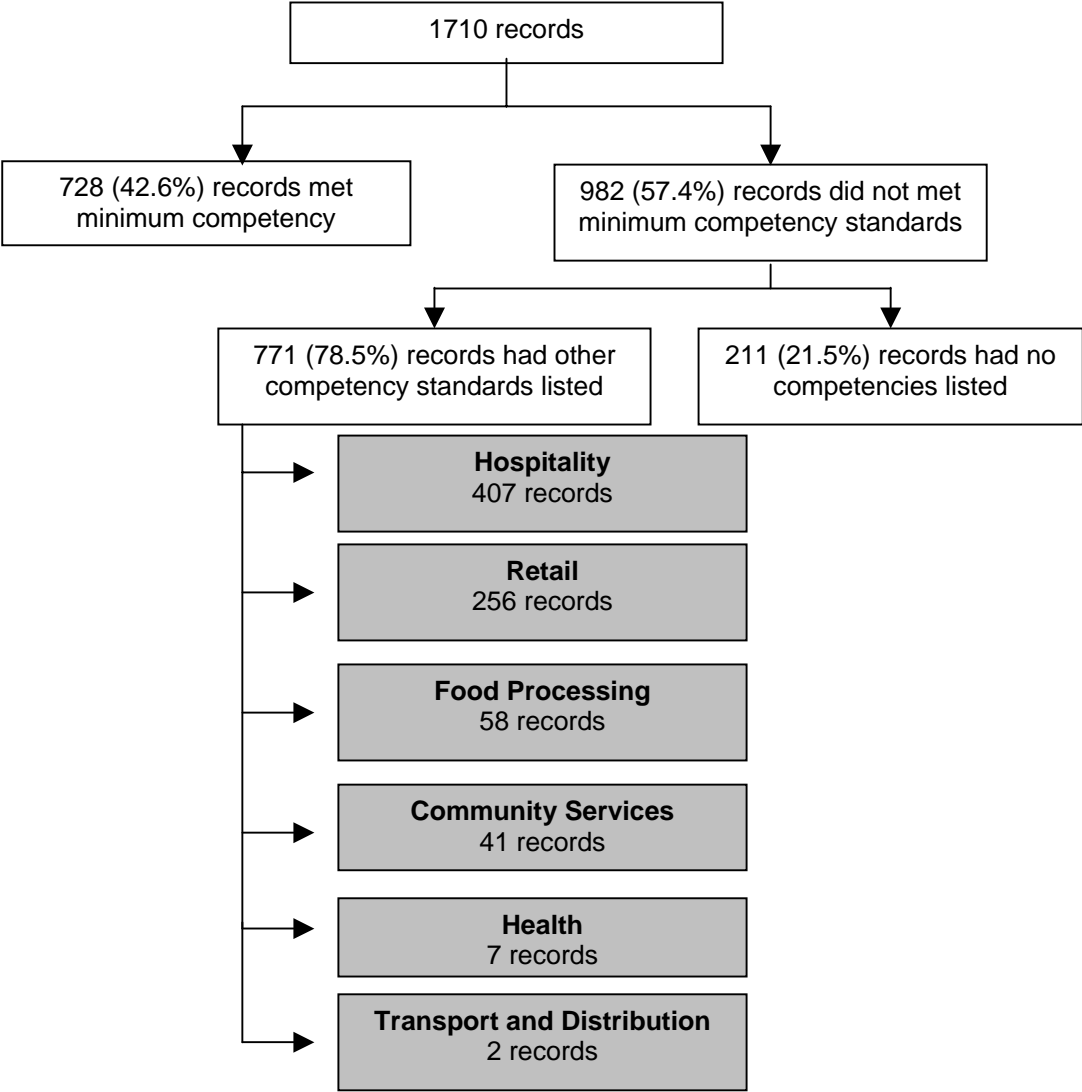 1710 records
728 (42.6%) records met
minimum competency
982 (57.4%) records did not met
minimum competency standards
771 (78.5%) records had other
competency standards listed
211 (21.5%) records had no
competencies listed
Hospitality
407 records
Retail
256 records
Food Processing
58 records
Community Services
41 records
Health
7 records
Transport and Distribution
2 records